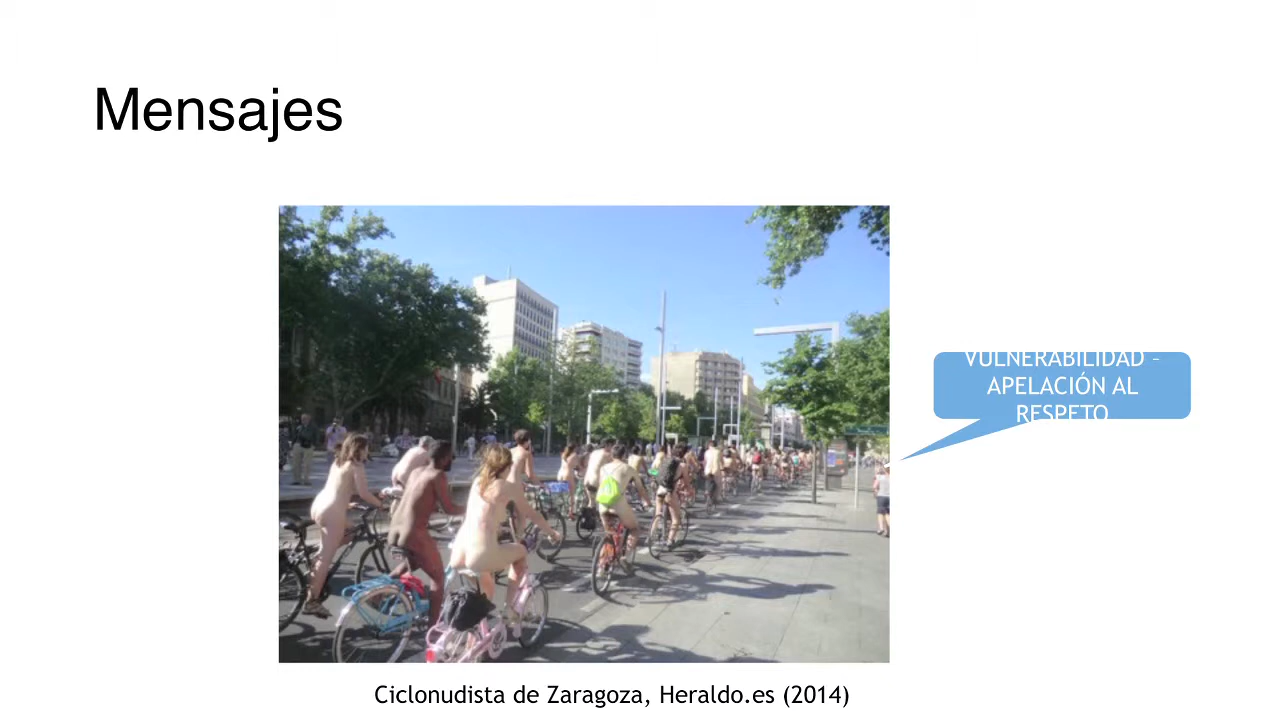 Mensajes
VULNERABILIDAD –
APELACIÓN AL
RESPETO
Ciclonudista de Zaragoza, Heraldo.es (2014)